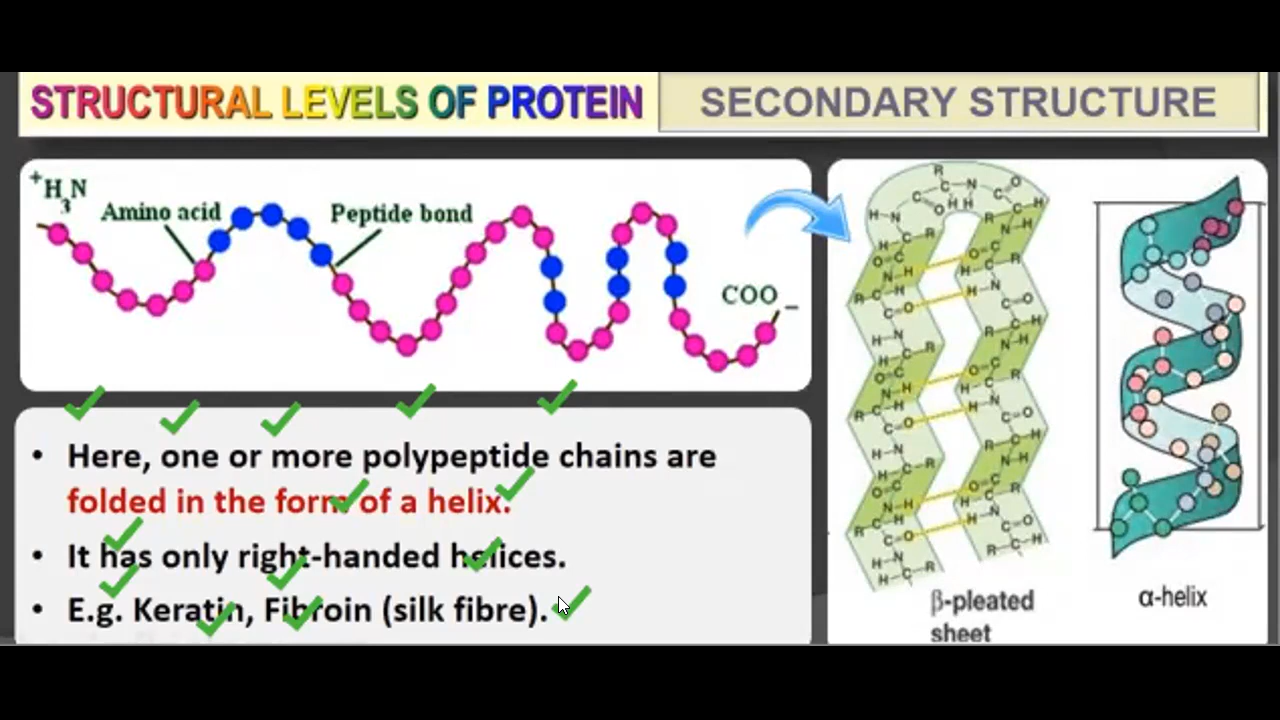 STRUCTURAL LEVELS OF PROTEIN
SECONDARY STRUCTURE
+H3N
Amino acid
Peptide bond
COO −
• Here, one or more polypeptide chains are
folded in the form of a helix.
• It has only right-handed helices.
• E.g. Keratin, Fibroin (silk fibre).
β-pleated
sheet
α-helix